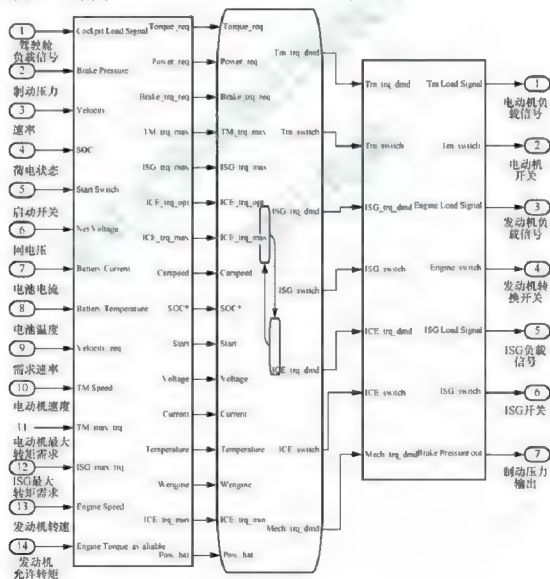 1
驾驶舱
负载信号
2
制动压力
3
速率
4
荷电状态
5
启动开关
6
网电压
7
电池电流
8
电池温度
9
需求速率
10
电动机速度
11
电动机最大
转矩需求
12
ISG最大
转矩需求
13
发动机转速
14
发动机
允许转矩
Cockpit Load Signal
Brake Pressure
Velocity
SOC
Start Switch
Net Voltage
Battery Current
Battery Temperature
Velocity_req
TM Speed
TM_max_trq
ISG_max_trq
Engine Speed
Engine Torque av ahable
Torque_req
Power_req
Brake_trq_req
TM_trq_max
ISG_trq_max
ICE_trq_opt
ICE_trq_max
Carspeed
SOC*
Start
Voltage
Current
Temperature
Wengine
ICE_trq_min
Pow_bat
Torque_req
Power_req
Brake_trq_req
TM_trq_max
ISG_trq_max
ICE_trq_opt
ICE_trq_max
Carspeed
SOC*
Start
Voltage
Current
Temperature
Wengine
ICE_trq_min
Pow_bat
Tm_trq_dmd
Tm_switch
ISG_trq_dmd
ISG_switch
ICE_trq_dmd
ICE_switch
Mech_trq_dmd
Tm_trq_dmd
Tm_switch
ISG_trq_dmd
ISG_switch
ICE_trq_dmd
ICE_switch
Mech_trq_dmd
Tm Load Signal
Tm_switch
Engine Load Signal
Engine_switch
ISG Load Signal
ISG_switch
Brake Pressure out
1
电动机负
载信号
2
电动机
开关
3
发动机负
载信号
4
发动机转
换开关
5
ISG负载
信号
6
ISG开关
7
制动压力
输出